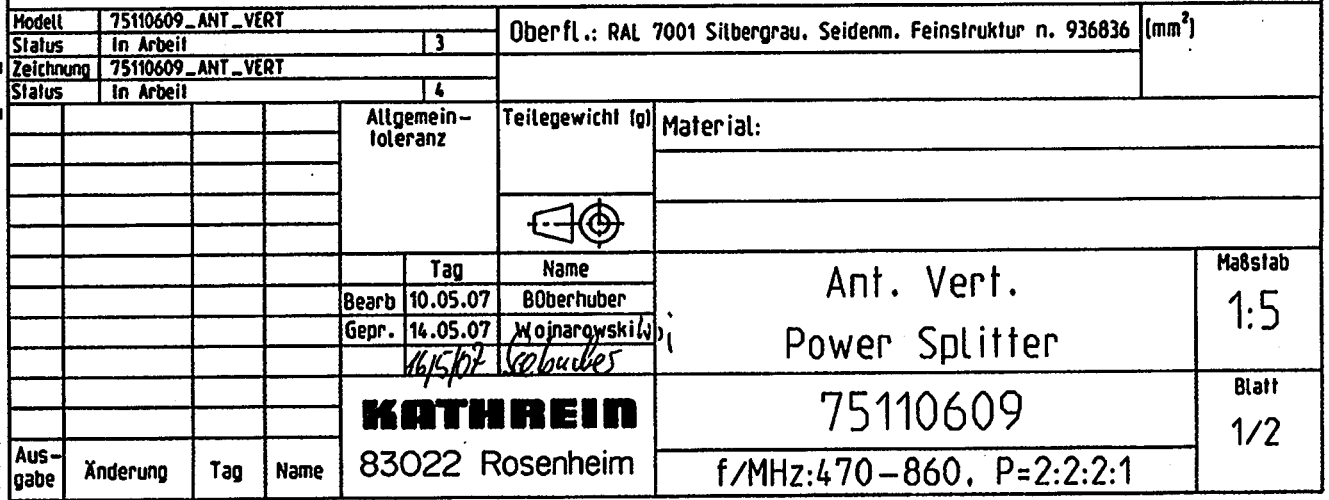 Modell 75110609_ANT_VERT
Status In Arbeit 3
Zeichnung 75110609_ANT_VERT
Status In Arbeit 4
Oberfl.: RAL 7001 Silbergrau. Seidenm. Feinstruktur n. 936836 (mm²)
Allgemein-
toleranz
Teilegewicht (g)
Material:
Tag Name
Bearb 10.05.07 BOberhuber
Gepr. 14.05.07 Wojnarowski
16/5/07
Ant. Vert.
Power Splitter
Maßstab
1:5
KATHREIN
83022 Rosenheim
75110609
f/MHz:470-860, P=2:2:2:1
Blatt
1/2
Aus-
gabe Änderung Tag Name